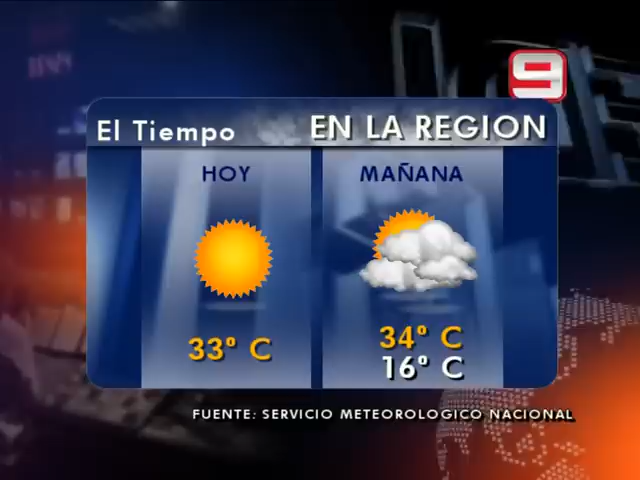 9
El Tiempo
EN LA REGION
HOY
MAÑANA
33º C
34º C
16º C
FUENTE: SERVICIO METEOROLOGICO NACIONAL